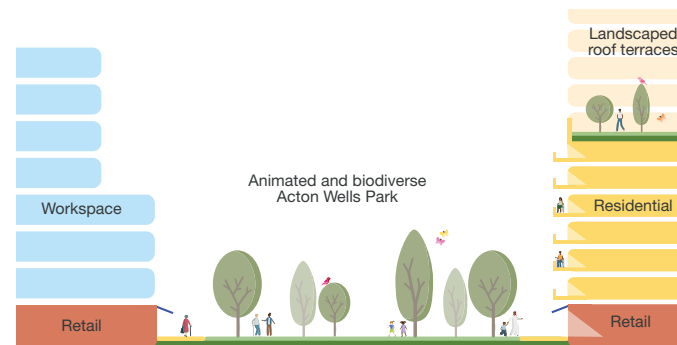 Landscaped
roof terraces
Animated and biodiverse
Acton Wells Park
Workspace
Residential
Retail
Retail